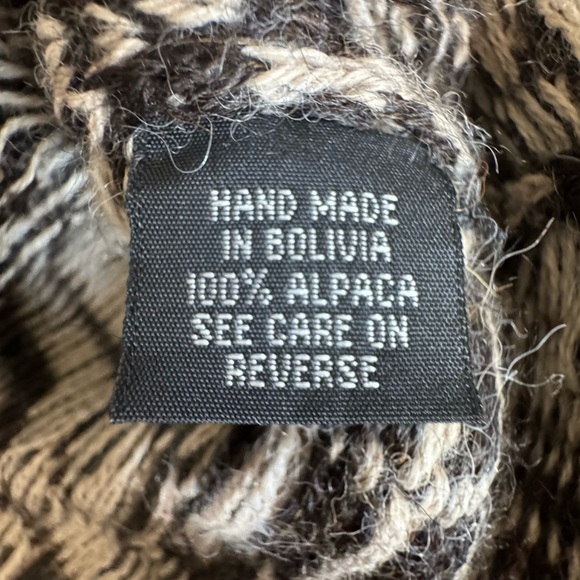 HAND MADE
IN BOLIVIA
100% ALPACA
SEE CARE ON
REVERSE